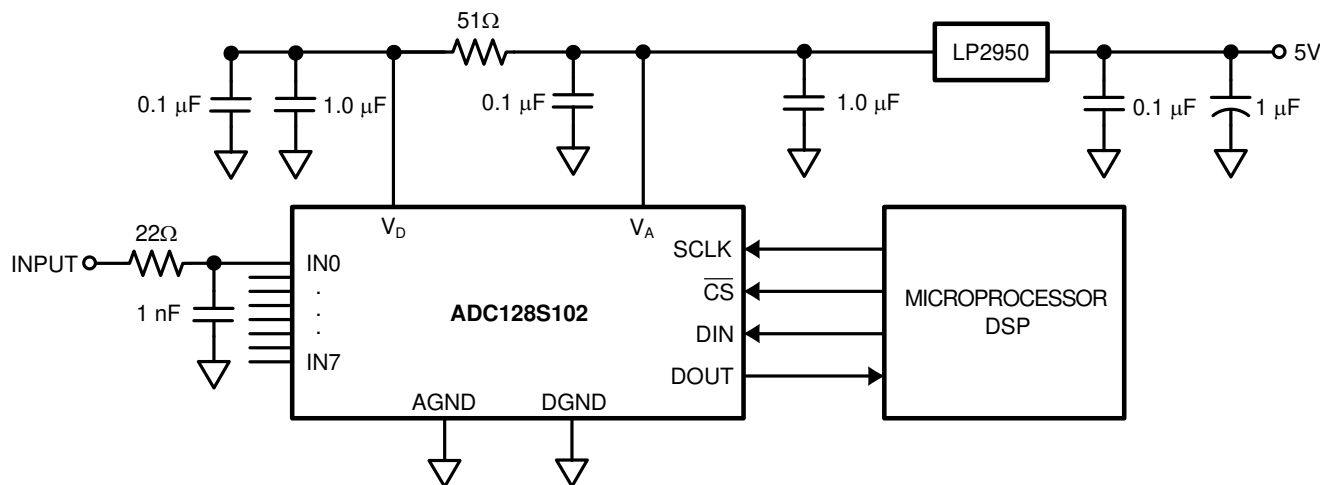 51Ω
LP2950
5V
0.1 µF
1.0 µF
0.1 µF
1.0 µF
0.1 µF
1 µF
V_D
V_A
22Ω
INPUT
IN0
SCLK
C̅S̅
MICROPROCESSOR
DSP
1 nF
.
.
.
ADC128S102
DIN
IN7
DOUT
AGND
DGND